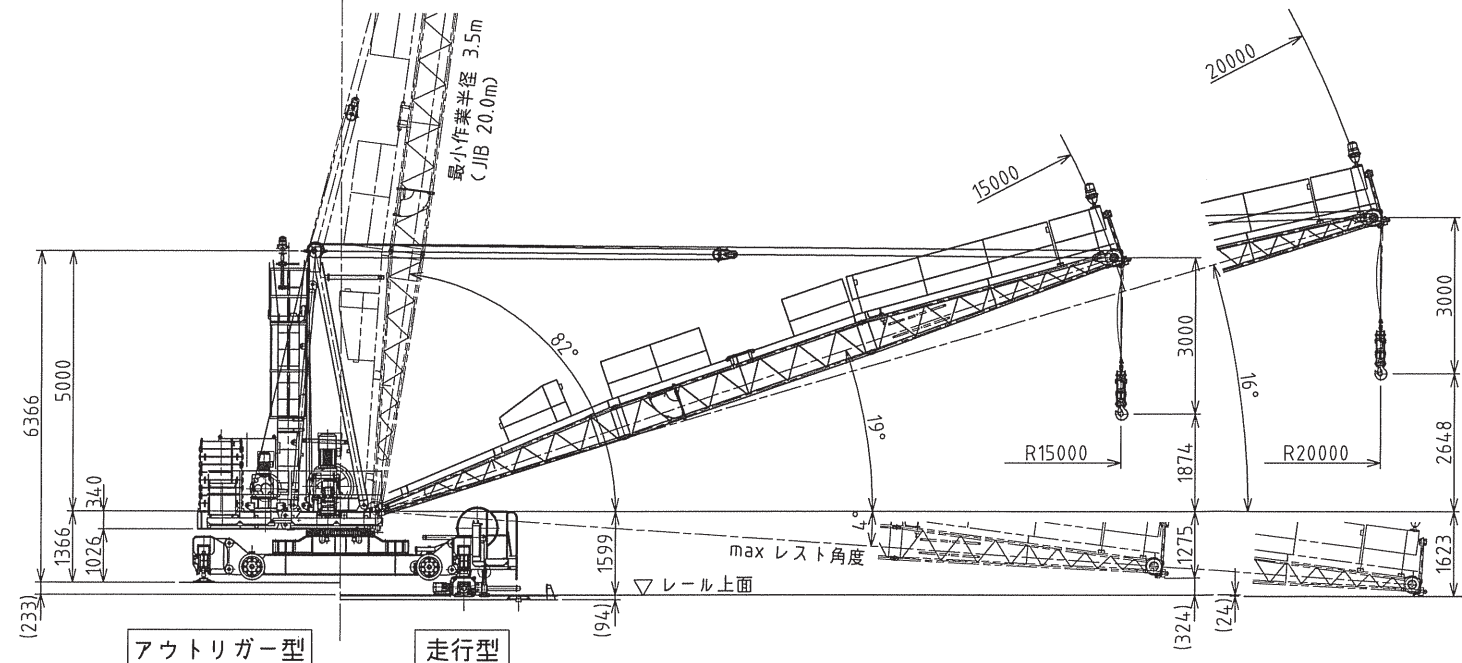 最小作業半径 3.5m
(JIB 20.0m)
20000
15000
82°
6366
5000
340
1366
1026
(233)
19°
16°
3000
1874
3000
2648
R15000
R20000
4°
max レスト角度
▽ レール上面
1599
(94)
1275
(324)
(24)
1623
アウトリガー型
走行型